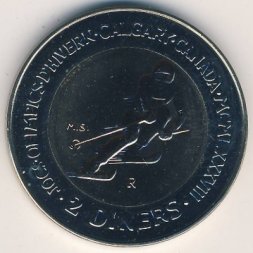 JOCS OLIMPICS D'HIVERN · CALGARY · CANADA · MCMLXXXVIII
· 2 DINERS ·
M.S.
R